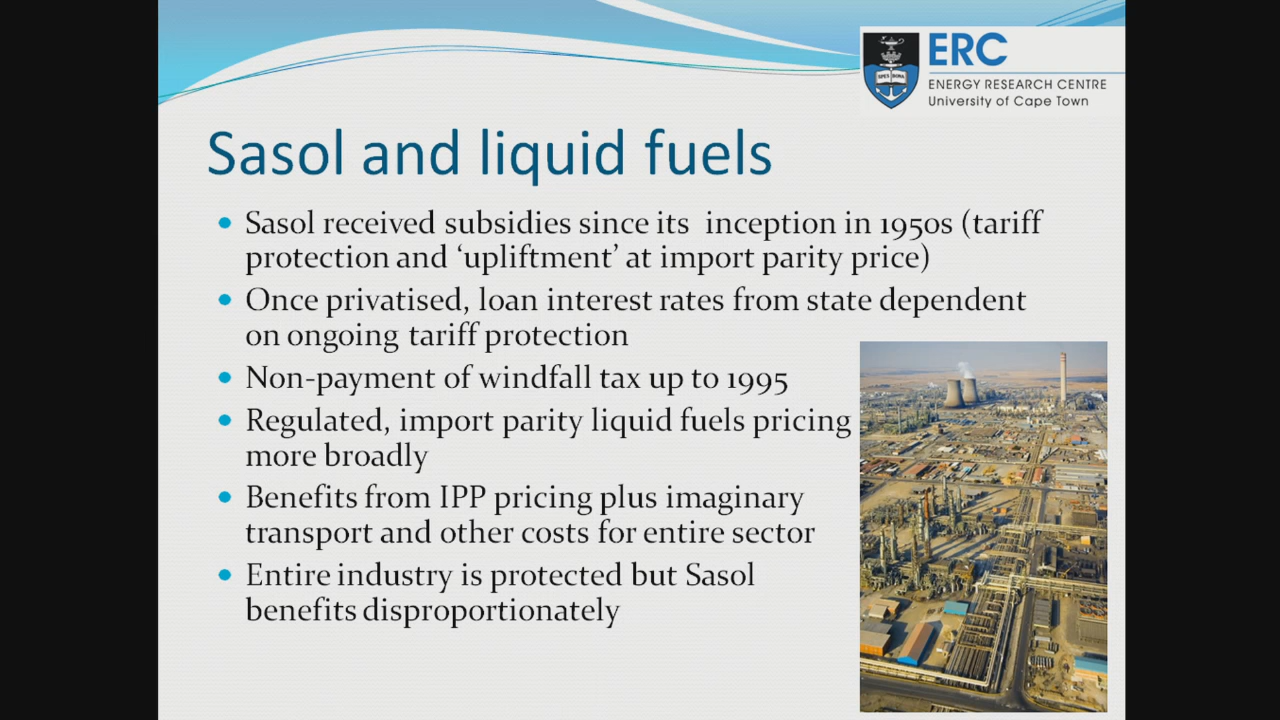 SPES BONA
ERC
ENERGY RESEARCH CENTRE
University of Cape Town
Sasol and liquid fuels
Sasol received subsidies since its inception in 1950s (tariff
protection and ‘upliftment’ at import parity price)
Once privatised, loan interest rates from state dependent
on ongoing tariff protection
Non-payment of windfall tax up to 1995
Regulated, import parity liquid fuels pricing
more broadly
Benefits from IPP pricing plus imaginary
transport and other costs for entire sector
Entire industry is protected but Sasol
benefits disproportionately